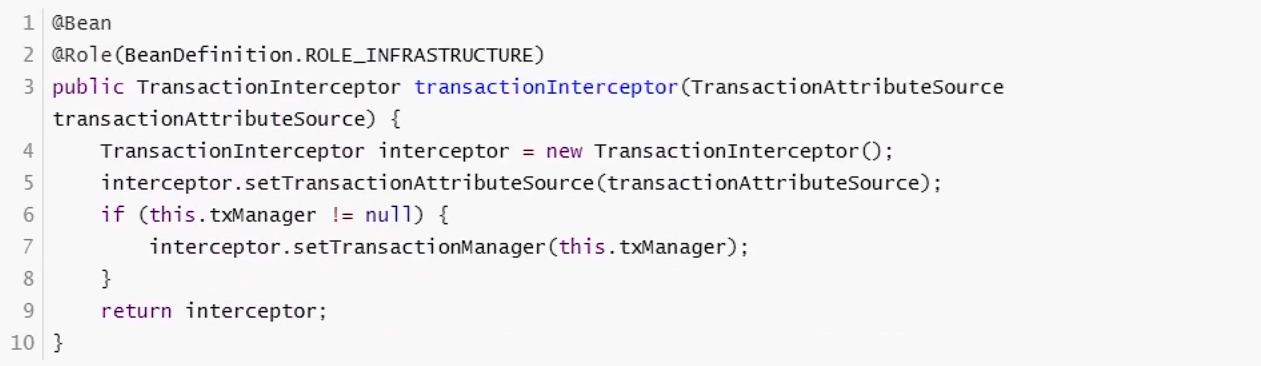 1 @Bean
2 @Role(BeanDefinition.ROLE_INFRASTRUCTURE)
3 public TransactionInterceptor transactionInterceptor(TransactionAttributeSource
transactionAttributeSource) {
4     TransactionInterceptor interceptor = new TransactionInterceptor();
5     interceptor.setTransactionAttributeSource(transactionAttributeSource);
6     if (this.txManager != null) {
7         interceptor.setTransactionManager(this.txManager);
8     }
9     return interceptor;
10 }